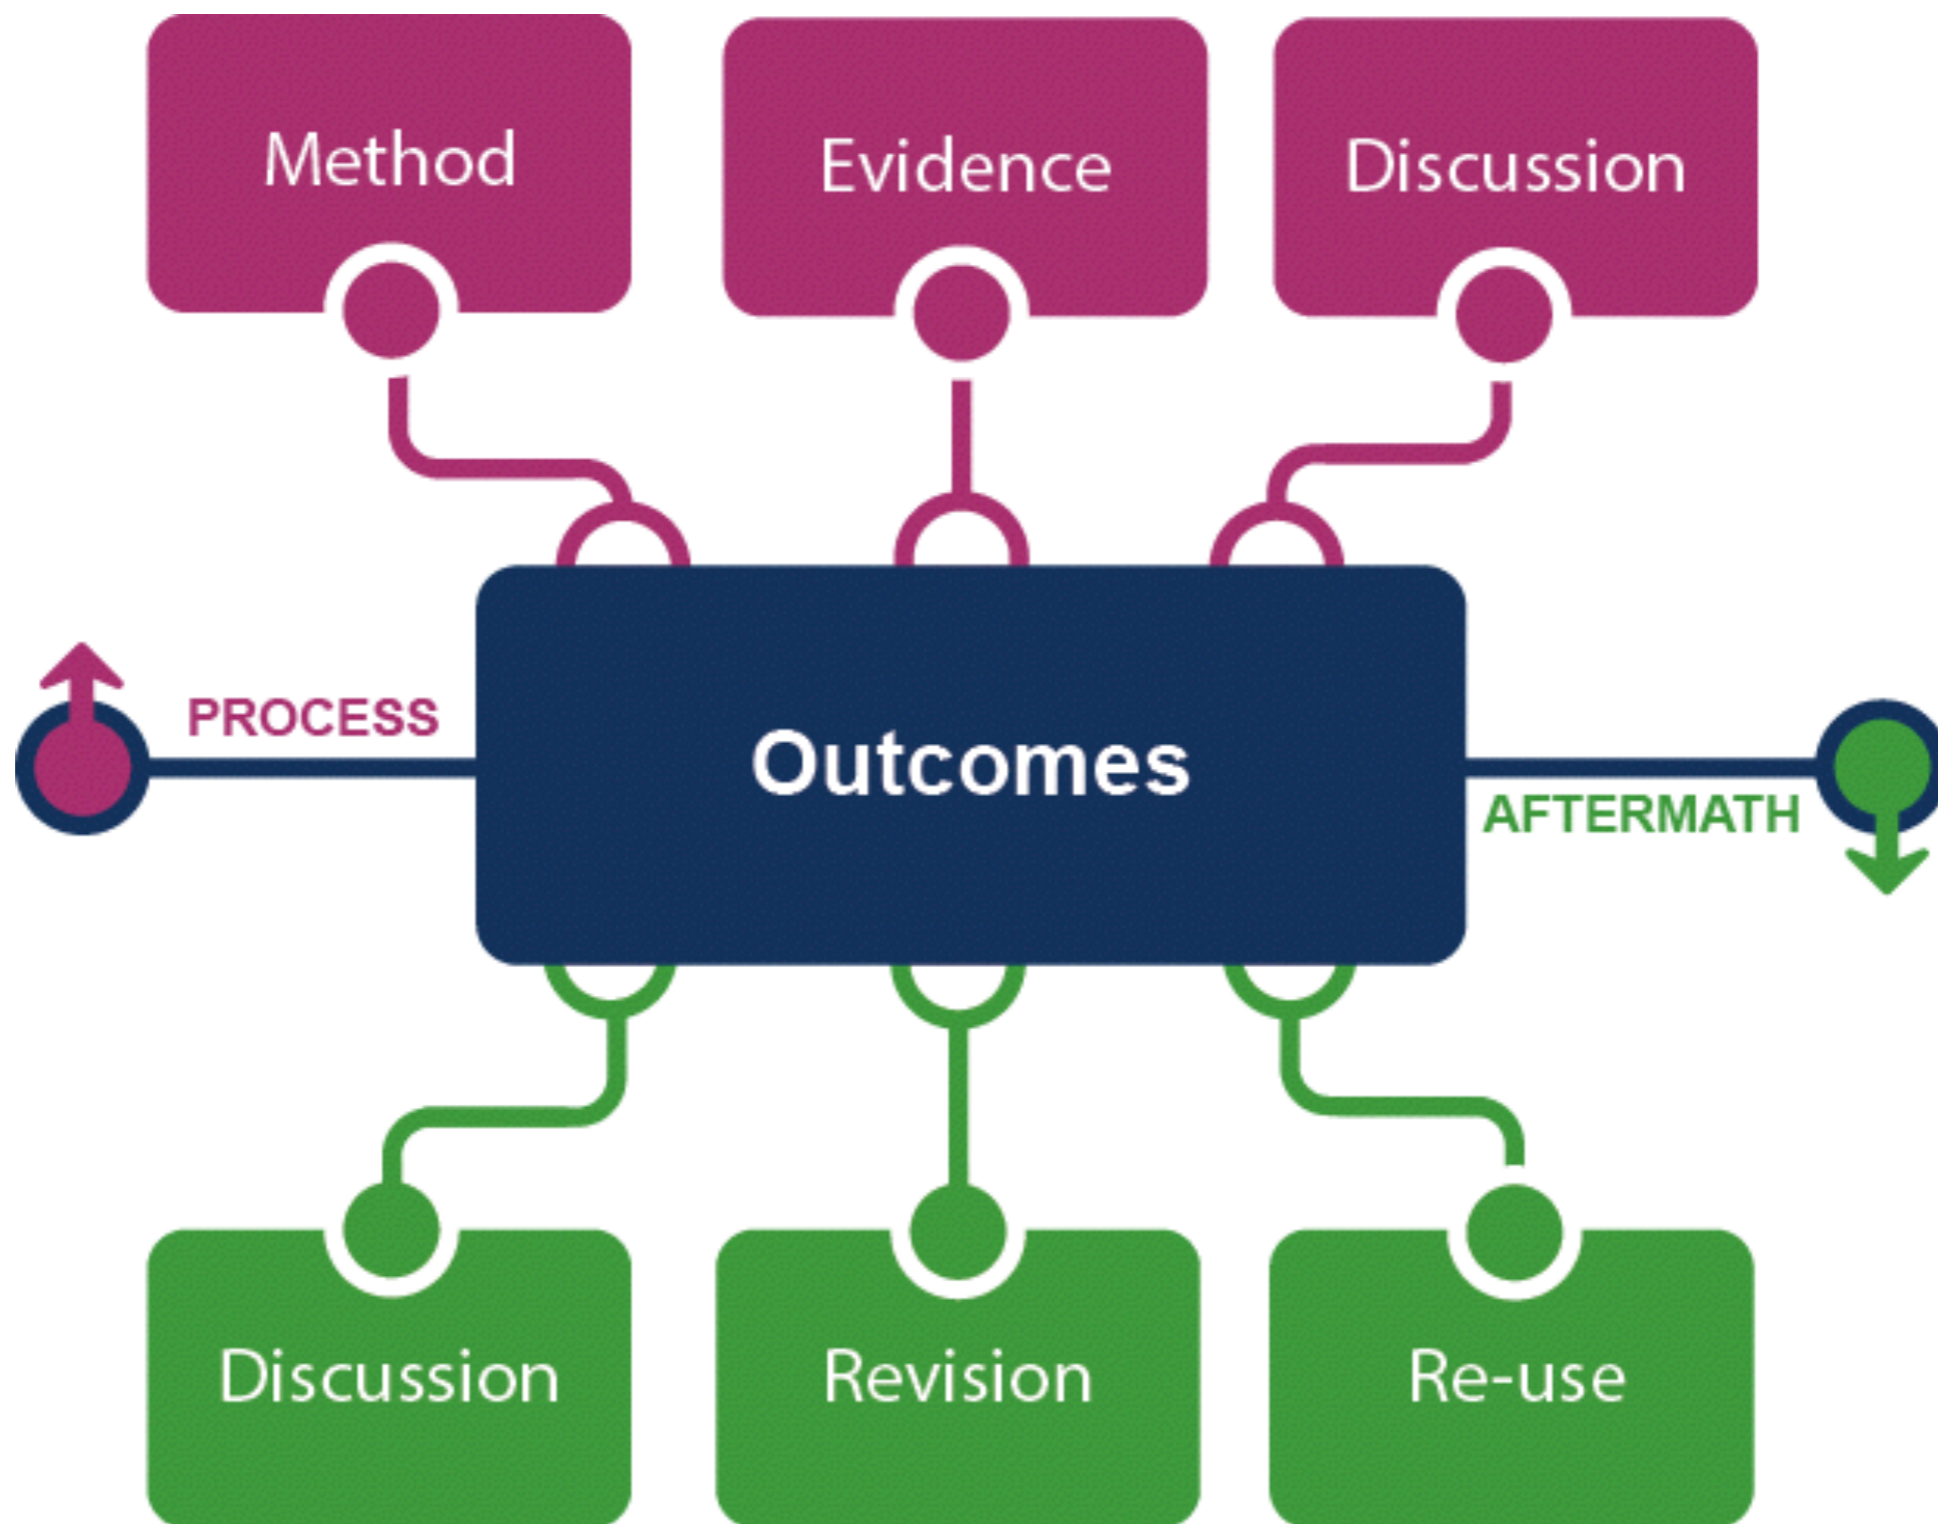 Method
Evidence
Discussion
PROCESS
Outcomes
AFTERMATH
Discussion
Revision
Re-use